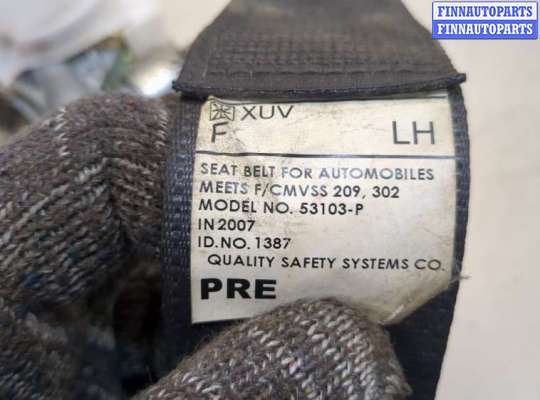 FINNAUTOPARTS
FINNAUTOPARTS
XUV
F LH
SEAT BELT FOR AUTOMOBILES
MEETS F/CMVSS 209, 302
MODEL NO. 53103-P
IN 2007
ID.NO. 1387
QUALITY SAFETY SYSTEMS CO.
PRE